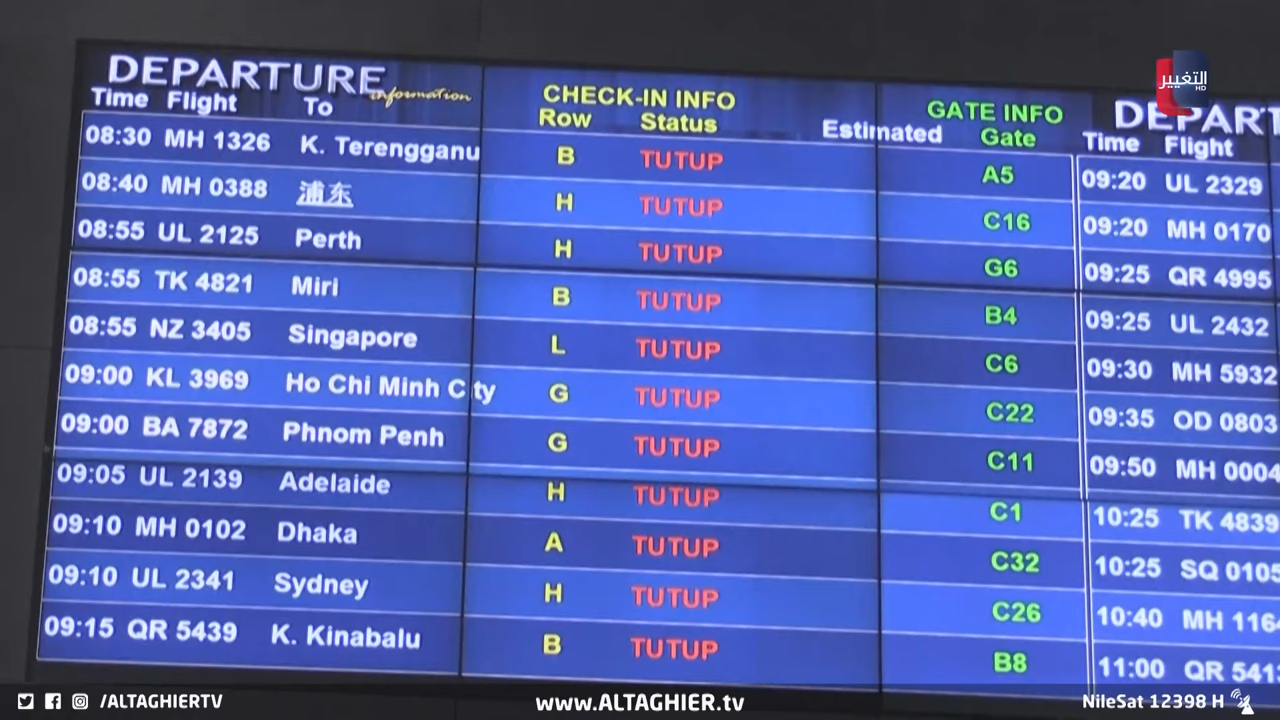 DEPARTURE information
Time Flight To
CHECK-IN INFO
Row Status
Estimated
GATE INFO
Gate
08:30 MH 1326 K. Terengganu B TUTUP A5
08:40 MH 0388 浦东 H TUTUP C16
08:55 UL 2125 Perth H TUTUP G6
08:55 TK 4821 Miri B TUTUP B4
08:55 NZ 3405 Singapore L TUTUP C6
09:00 KL 3969 Ho Chi Minh City G TUTUP C22
09:00 BA 7872 Phnom Penh G TUTUP C11
09:05 UL 2139 Adelaide H TUTUP C1
09:10 MH 0102 Dhaka A TUTUP C32
09:10 UL 2341 Sydney H TUTUP C26
09:15 QR 5439 K. Kinabalu B TUTUP B8
DEPART
Time Flight
09:20 UL 2329
09:20 MH 0170
09:25 QR 4995
09:25 UL 2432
09:30 MH 5932
09:35 OD 0803
09:50 MH 0004
10:25 TK 4839
10:25 SQ 0105
10:40 MH 1164
11:00 QR 5413
التغيير
HD
/ALTAGHIERTV
www.ALTAGHIER.tv
NileSat 12398 H